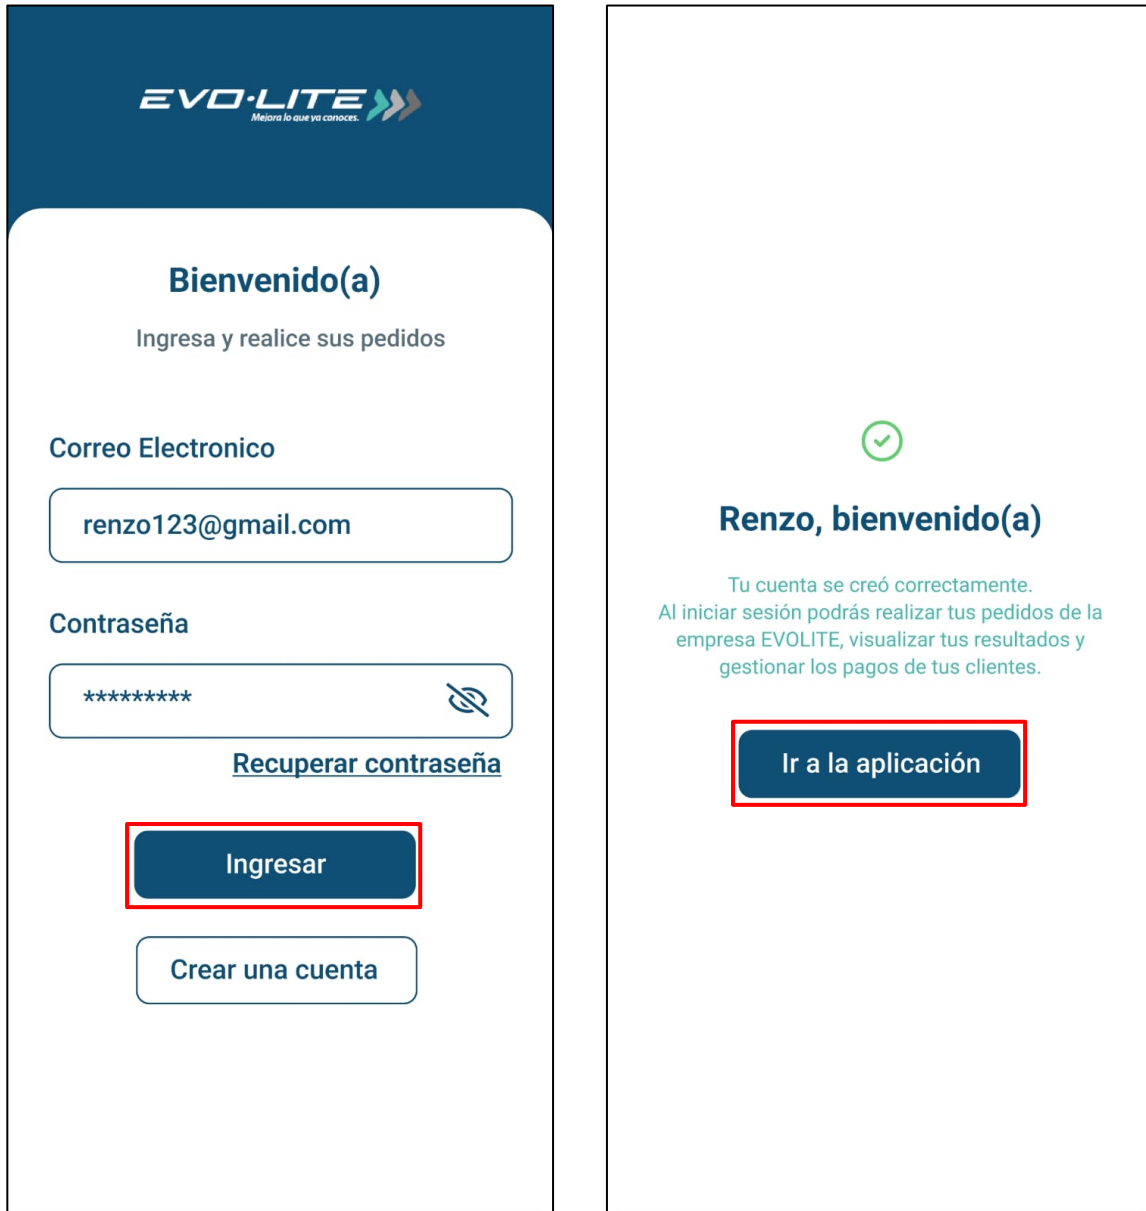 EVO·LITE
Mejora lo que ya conoces.
Bienvenido(a)
Ingresa y realice sus pedidos
Correo Electronico
renzo123@gmail.com
Contraseña
*********
Recuperar contraseña
Ingresar
Crear una cuenta
Renzo, bienvenido(a)
Tu cuenta se creó correctamente.
Al iniciar sesión podrás realizar tus pedidos de la
empresa EVOLITE, visualizar tus resultados y
gestionar los pagos de tus clientes.
Ir a la aplicación